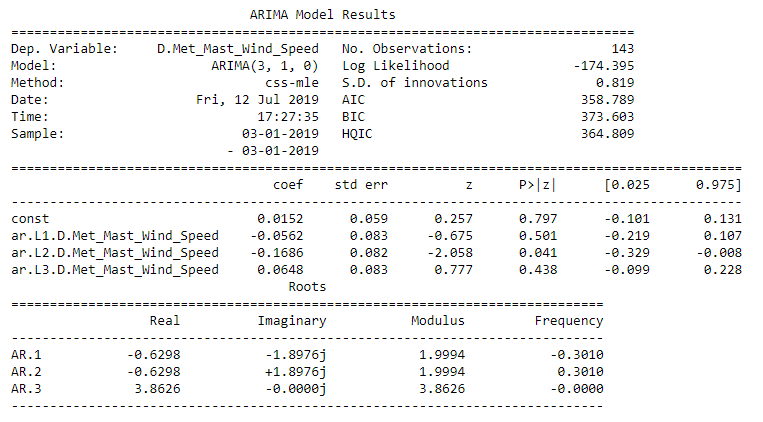 ARIMA Model Results
==============================================================================
Dep. Variable:     D.Met_Mast_Wind_Speed   No. Observations:                  143
Model:                    ARIMA(3, 1, 0)   Log Likelihood                -174.395
Method:                          css-mle   S.D. of innovations              0.819
Date:                   Fri, 12 Jul 2019   AIC                            358.789
Time:                           17:27:35   BIC                            373.603
Sample:                       03-01-2019   HQIC                           364.809
- 03-01-2019
==============================================================================
coef    std err          z      P>|z|      [0.025      0.975]
------------------------------------------------------------------------------
const                           0.0152      0.059      0.257      0.797      -0.101       0.131
ar.L1.D.Met_Mast_Wind_Speed    -0.0562      0.083     -0.675      0.501      -0.219       0.107
ar.L2.D.Met_Mast_Wind_Speed    -0.1686      0.082     -2.058      0.041      -0.329      -0.008
ar.L3.D.Met_Mast_Wind_Speed     0.0648      0.083      0.777      0.438      -0.099       0.228
Roots
==============================================================================
Real          Imaginary           Modulus         Frequency
------------------------------------------------------------------------------
AR.1           -0.6298           -1.8976j            1.9994           -0.3010
AR.2           -0.6298           +1.8976j            1.9994            0.3010
AR.3            3.8626           -0.0000j            3.8626           -0.0000
------------------------------------------------------------------------------